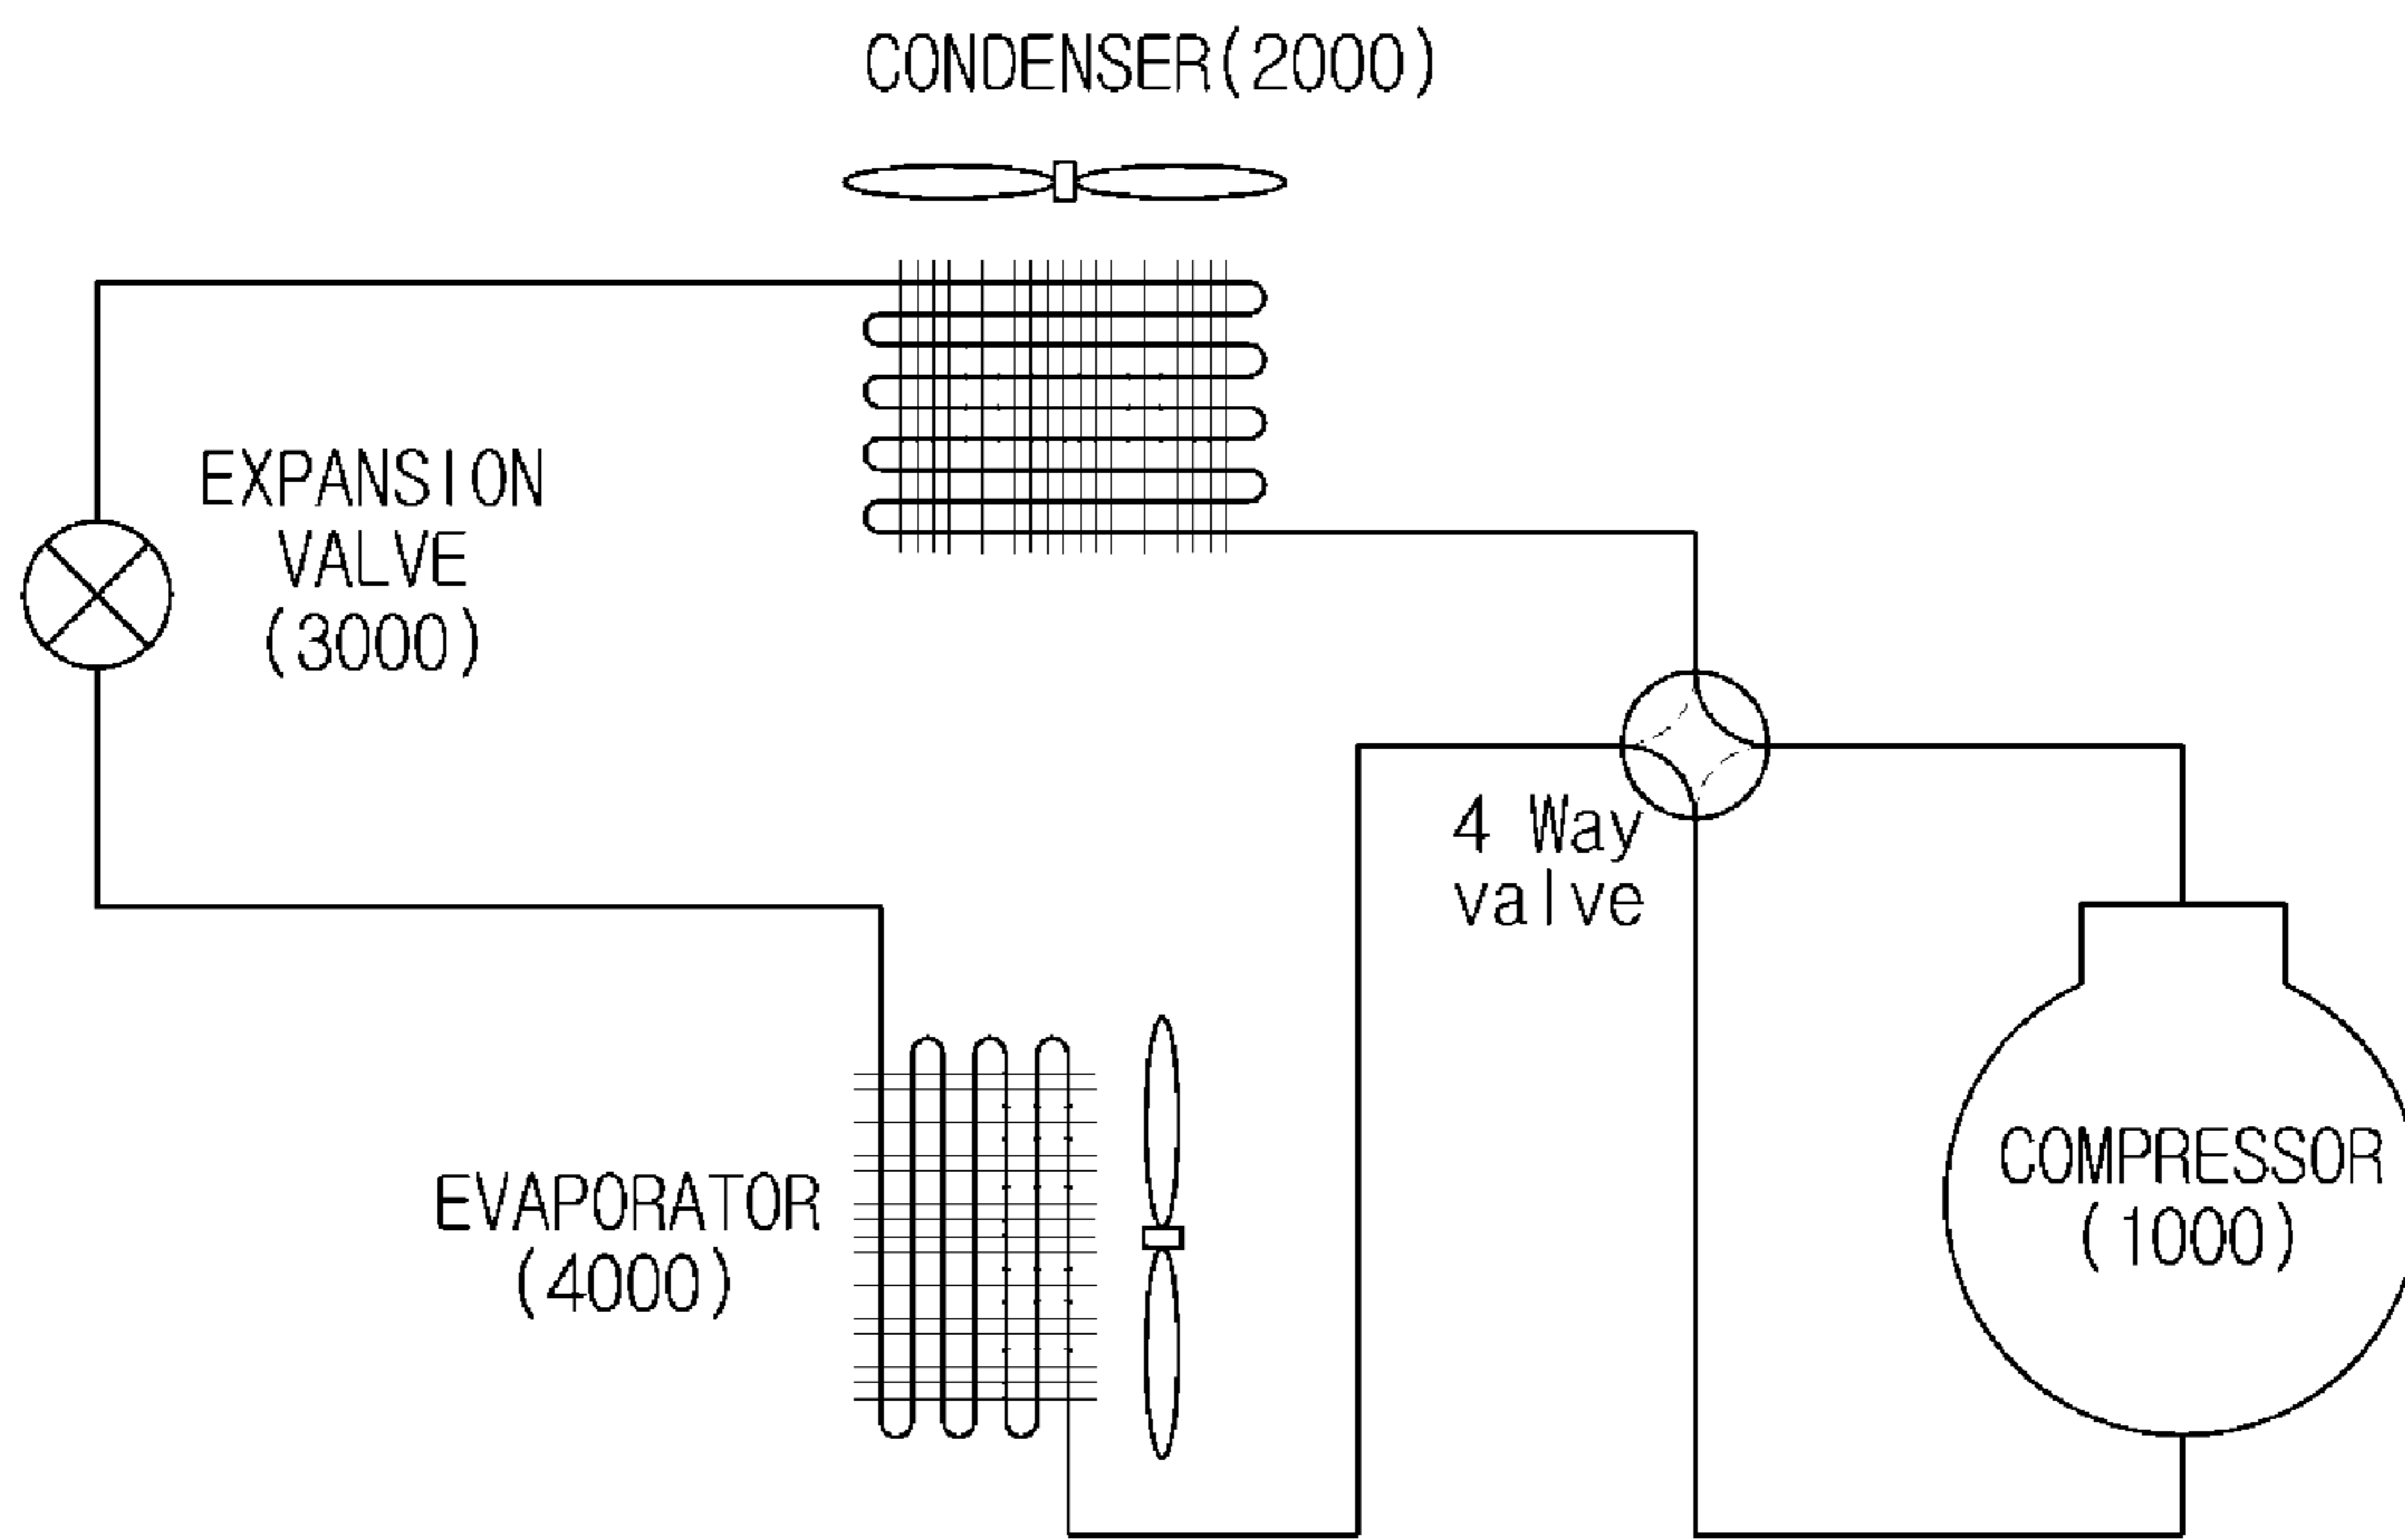 CONDENSER(2000)
EXPANSION
VALVE
(3000)
4 Way
valve
COMPRESSOR
(1000)
EVAPORATOR
(4000)